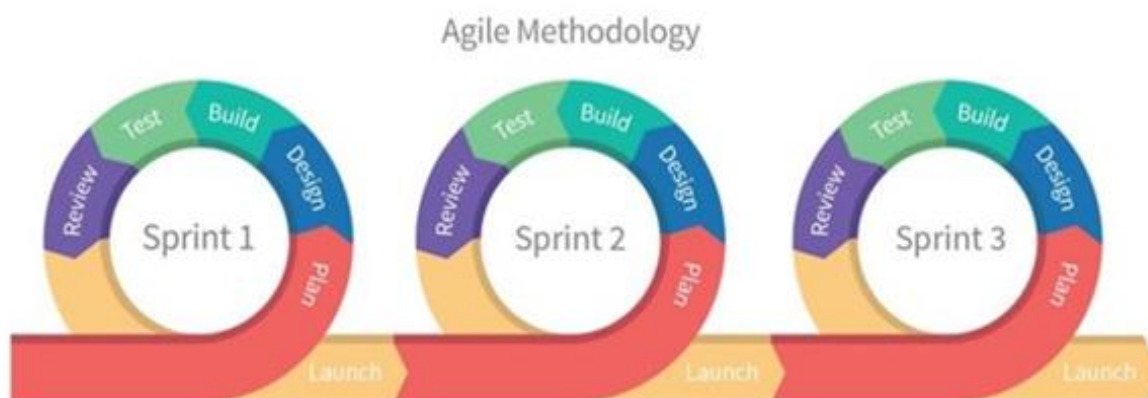 Agile Methodology
Test Build
Review Design
Sprint 1
Plan
Launch
Test Build
Review Design
Sprint 2
Plan
Launch
Test Build
Review Design
Sprint 3
Plan
Launch